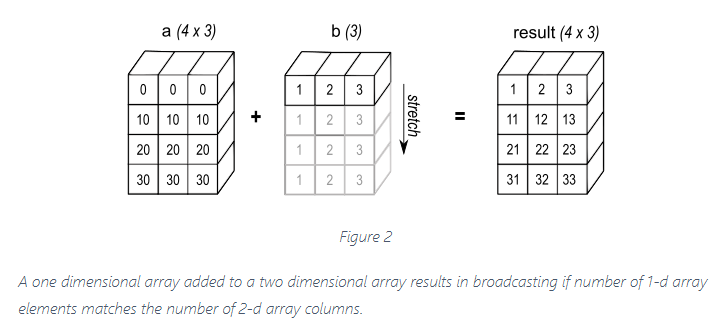 a (4 x 3) b (3) result (4 x 3)
0 0 0 1 2 3 1 2 3
10 10 10 + 1 2 3 stretch = 11 12 13
20 20 20 1 2 3 21 22 23
30 30 30 1 2 3 31 32 33
Figure 2
A one dimensional array added to a two dimensional array results in broadcasting if number of 1-d array
elements matches the number of 2-d array columns.